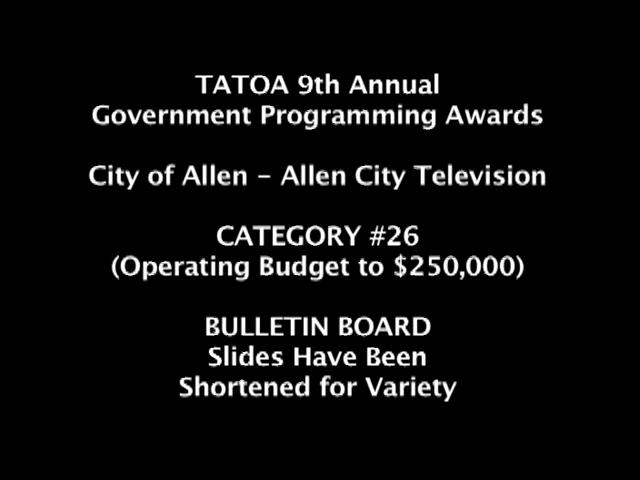 TATOA 9th Annual
Government Programming Awards
City of Allen - Allen City Television
CATEGORY #26
(Operating Budget to $250,000)
BULLETIN BOARD
Slides Have Been
Shortened for Variety